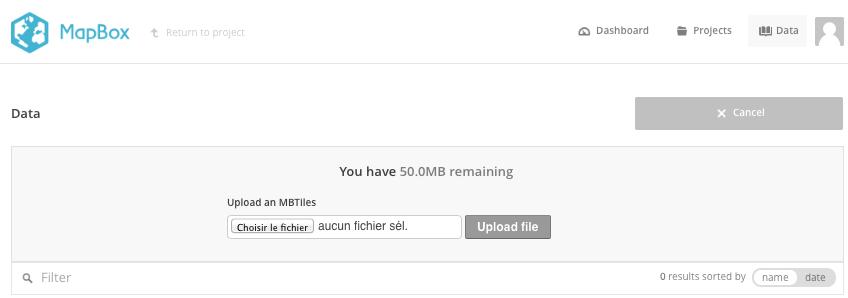 MapBox Return to project Dashboard Projects Data
Data Cancel
You have 50.0MB remaining
Upload an MBTiles
Choisir le fichier aucun fichier sél. Upload file
Filter 0 results sorted by name date